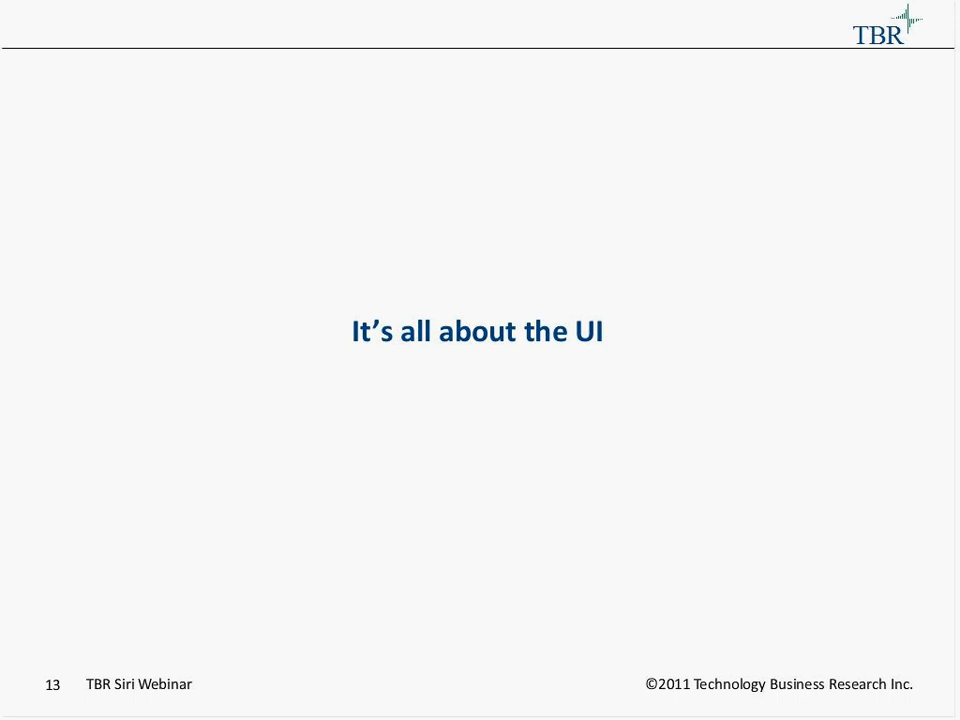 TBR
It’s all about the UI
13 TBR Siri Webinar ©2011 Technology Business Research Inc.